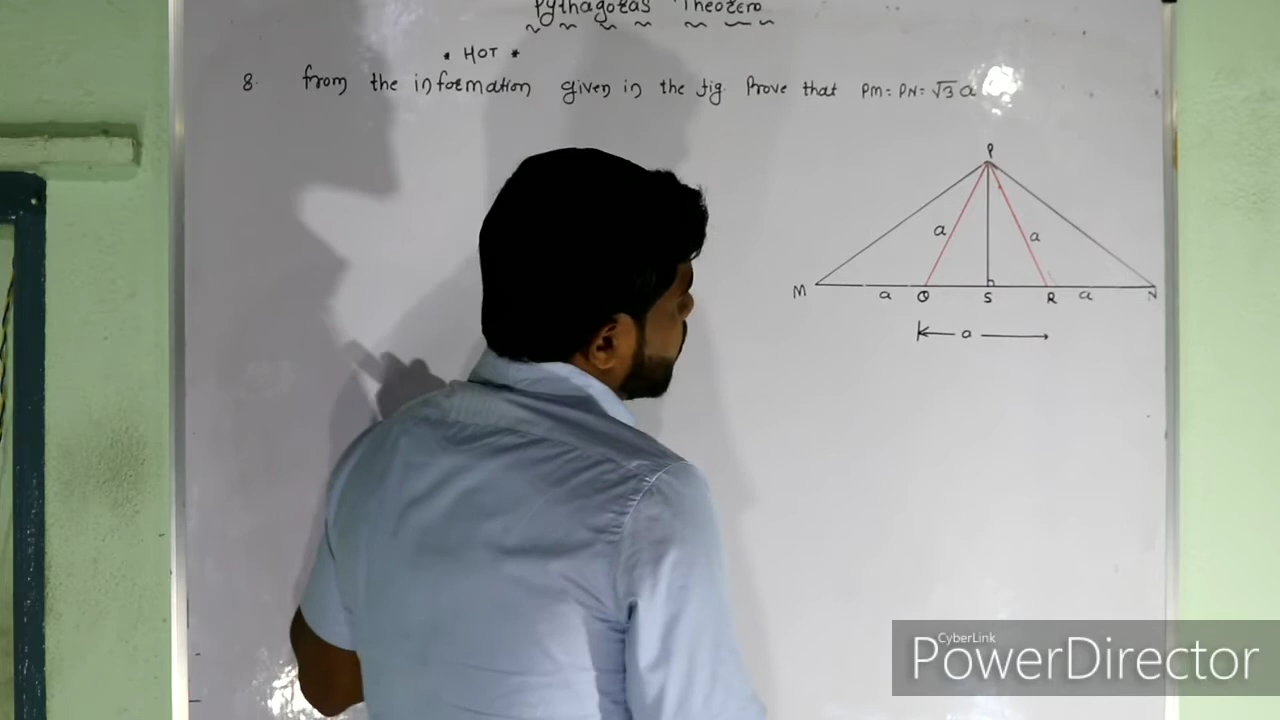 Pythagoras Theorem
* HOT *
8. From the information given in the fig. Prove that PM = PN = √3 a
P
a a
M a Q S R a N
a
CyberLink
PowerDirector